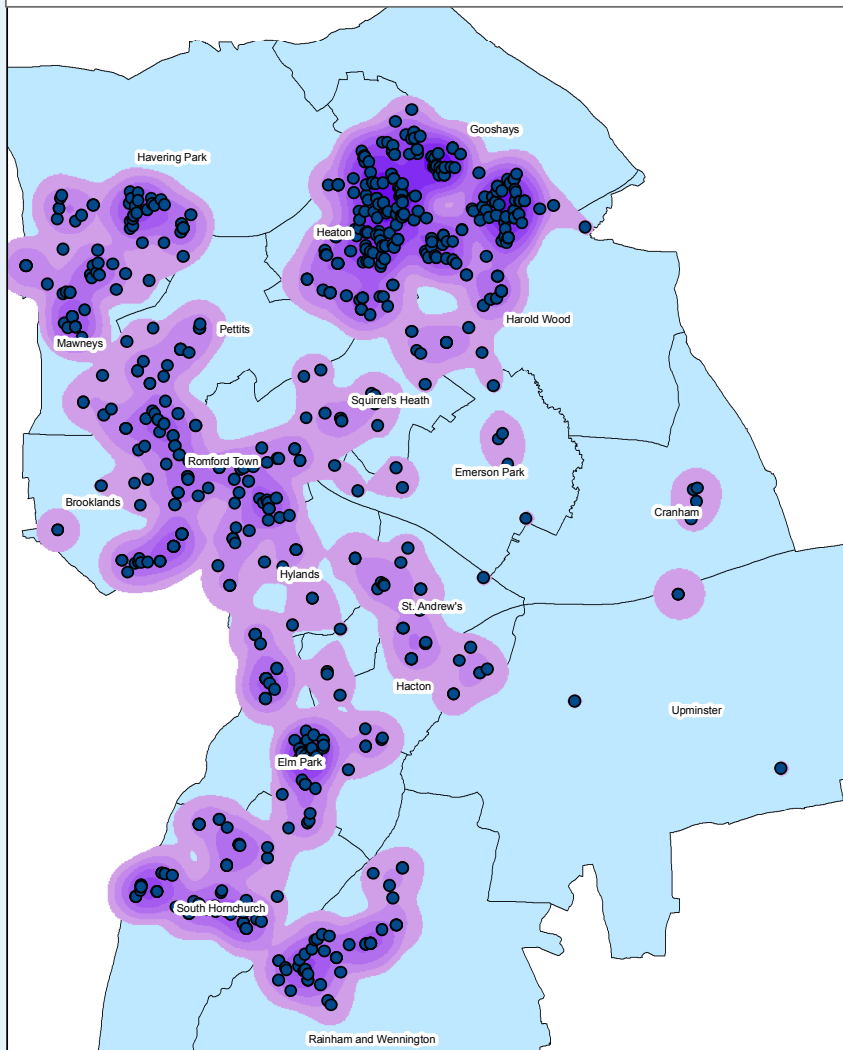 Gooshays
Havering Park
Heaton
Harold Wood
Pettits
Mawneys
Squirrel's Heath
Romford Town
Emerson Park
Brooklands
Cranham
Hylands
St. Andrew's
Hacton
Upminster
Elm Park
South Hornchurch
Rainham and Wennington